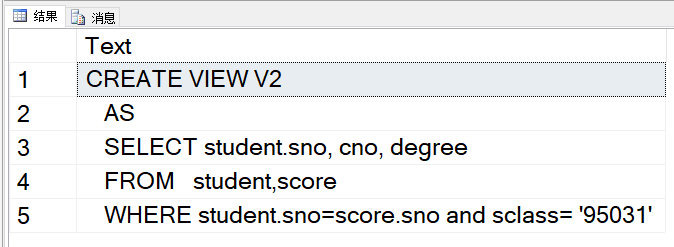 结果 消息
Text
1 CREATE VIEW V2
2 AS
3 SELECT student.sno, cno, degree
4 FROM   student,score
5 WHERE student.sno=score.sno and sclass= '95031'